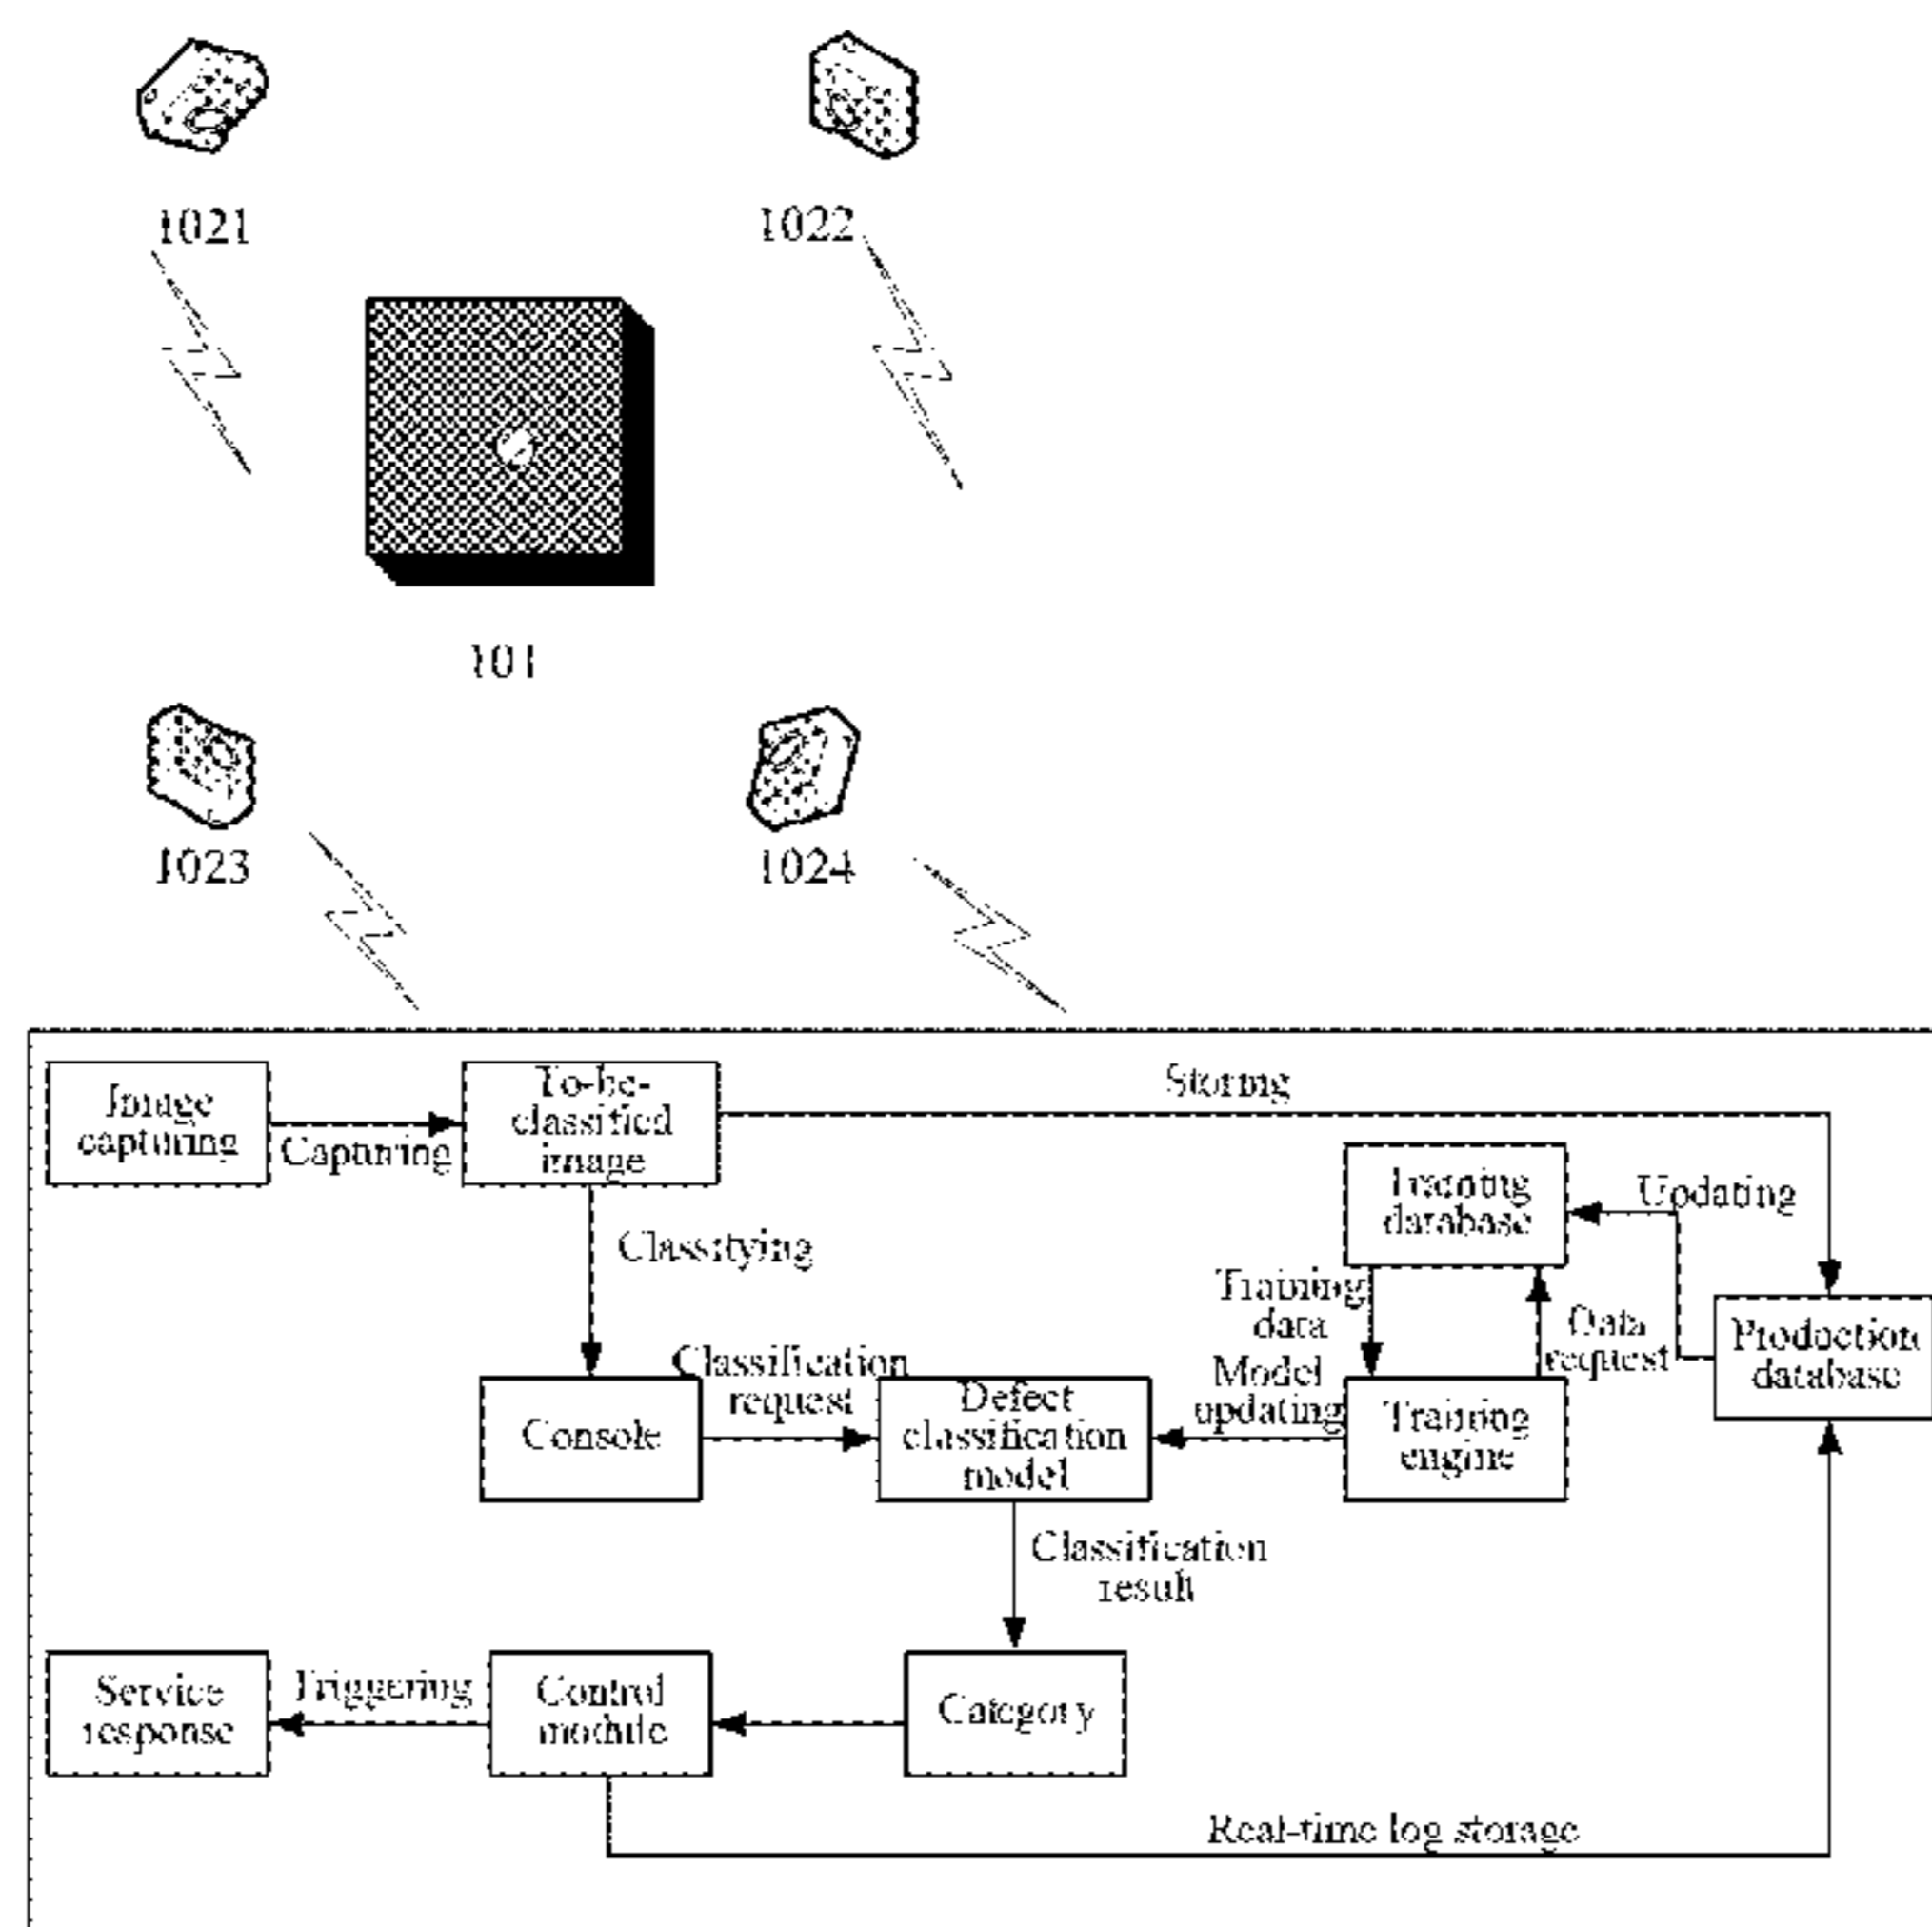 1021
1022
101
1023
1024
Image
capturing
Capturing
To-be-
classified
image
Storing
Classifying
Training
database
Updating
Training
data
Data
request
Production
database
Console
Classification
request
Defect
classification
model
Model
updating
Training
engine
Classification
result
Service
response
Triggering
Control
module
Category
Real-time log storage